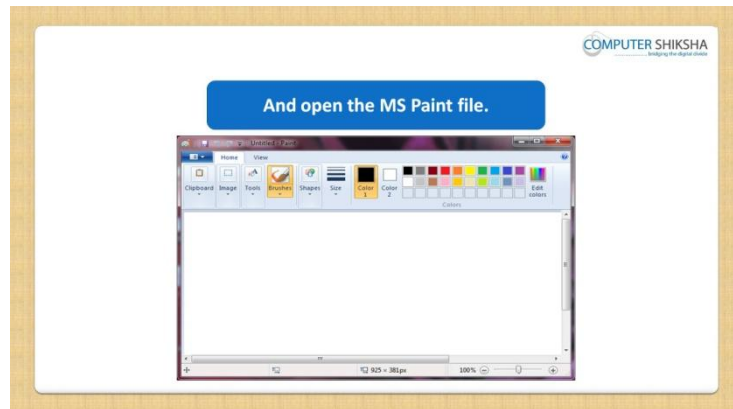 COMPUTER SHIKSHA
bridging the digital divide
And open the MS Paint file.
Untitled - Paint
Home View
Clipboard Image Tools Brushes Shapes Size Color 1 Color 2 Edit colors
Colors
925 × 381px 100%